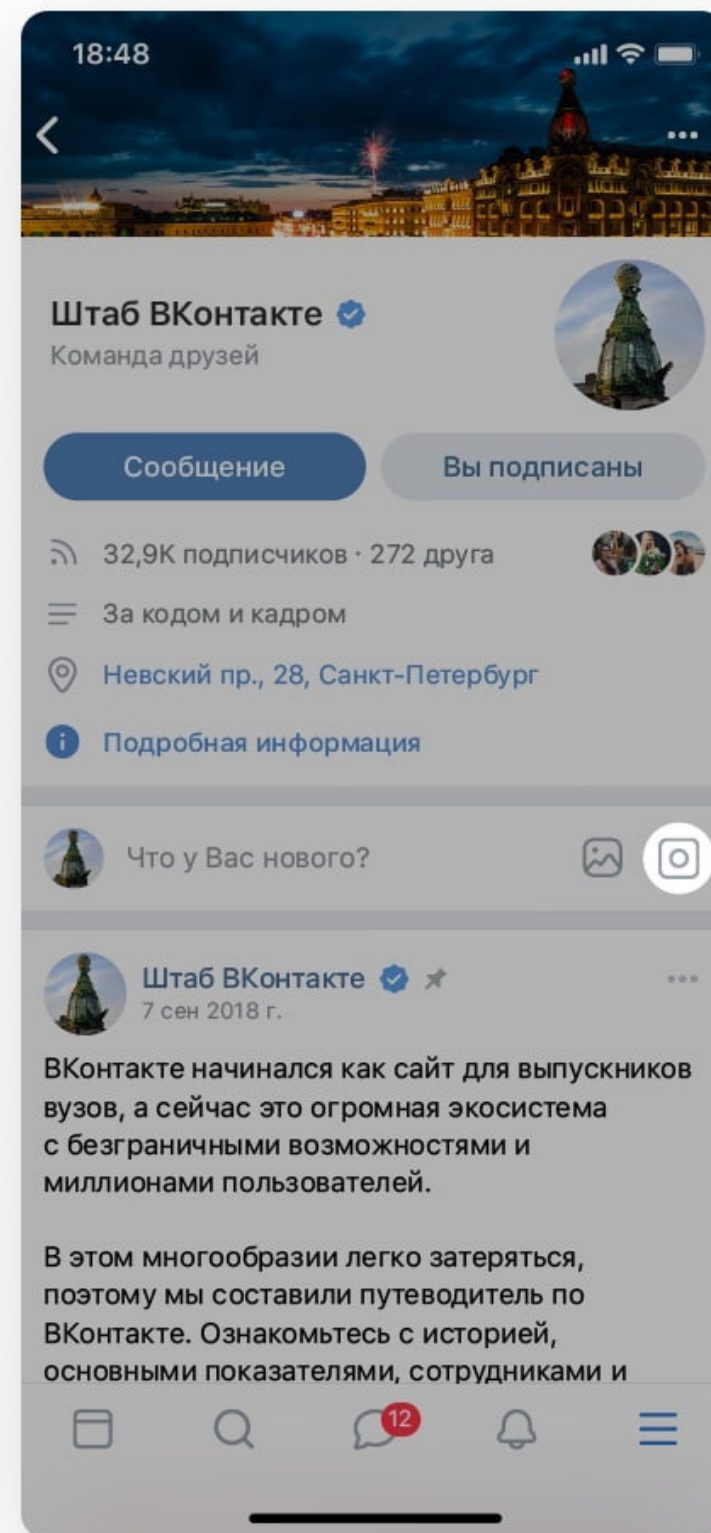 18:48
Штаб ВКонтакте
Команда друзей
Сообщение
Вы подписаны
32,9К подписчиков · 272 друга
За кодом и кадром
Невский пр., 28, Санкт-Петербург
Подробная информация
Что у Вас нового?
Штаб ВКонтакте
7 сен 2018 г.
ВКонтакте начинался как сайт для выпускников
вузов, а сейчас это огромная экосистема
с безграничными возможностями и
миллионами пользователей.
В этом многообразии легко затеряться,
поэтому мы составили путеводитель по
ВКонтакте. Ознакомьтесь с историей,
основными показателями, сотрудниками и
12